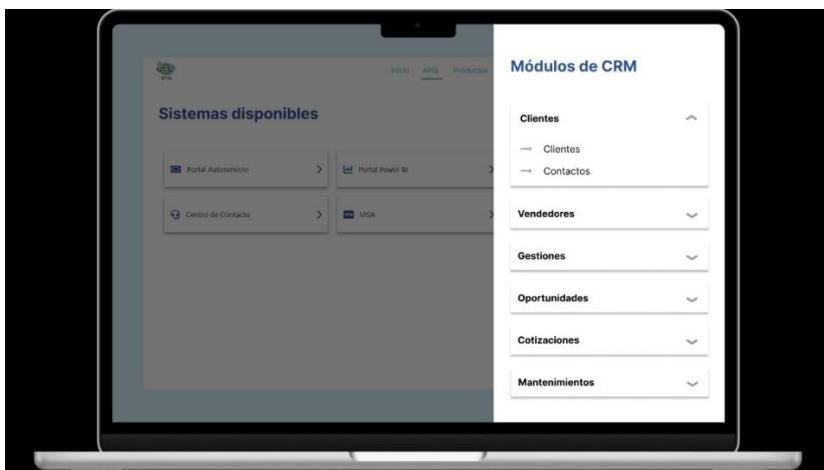 Inicio APIS Productos
Sistemas disponibles
Portal Autoservicio
Portal Power BI
Centro de Contacto
VISA
Módulos de CRM
Clientes
→ Clientes
→ Contactos
Vendedores
Gestiones
Oportunidades
Cotizaciones
Mantenimientos